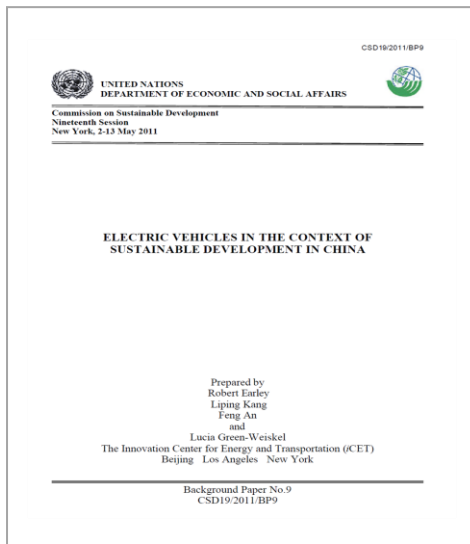 CSD19/2011/BP9
UNITED NATIONS
DEPARTMENT OF ECONOMIC AND SOCIAL AFFAIRS
Commission on Sustainable Development
Nineteenth Session
New York, 2-13 May 2011
ELECTRIC VEHICLES IN THE CONTEXT OF
SUSTAINABLE DEVELOPMENT IN CHINA
Prepared by
Robert Earley
Liping Kang
Feng An
and
Lucia Green-Weiskel
The Innovation Center for Energy and Transportation (iCET)
Beijing Los Angeles New York
Background Paper No.9
CSD19/2011/BP9